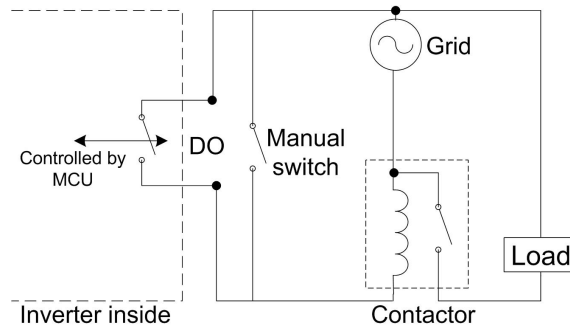 Grid
DO
Manual
switch
Controlled by
MCU
Load
Inverter inside
Contactor